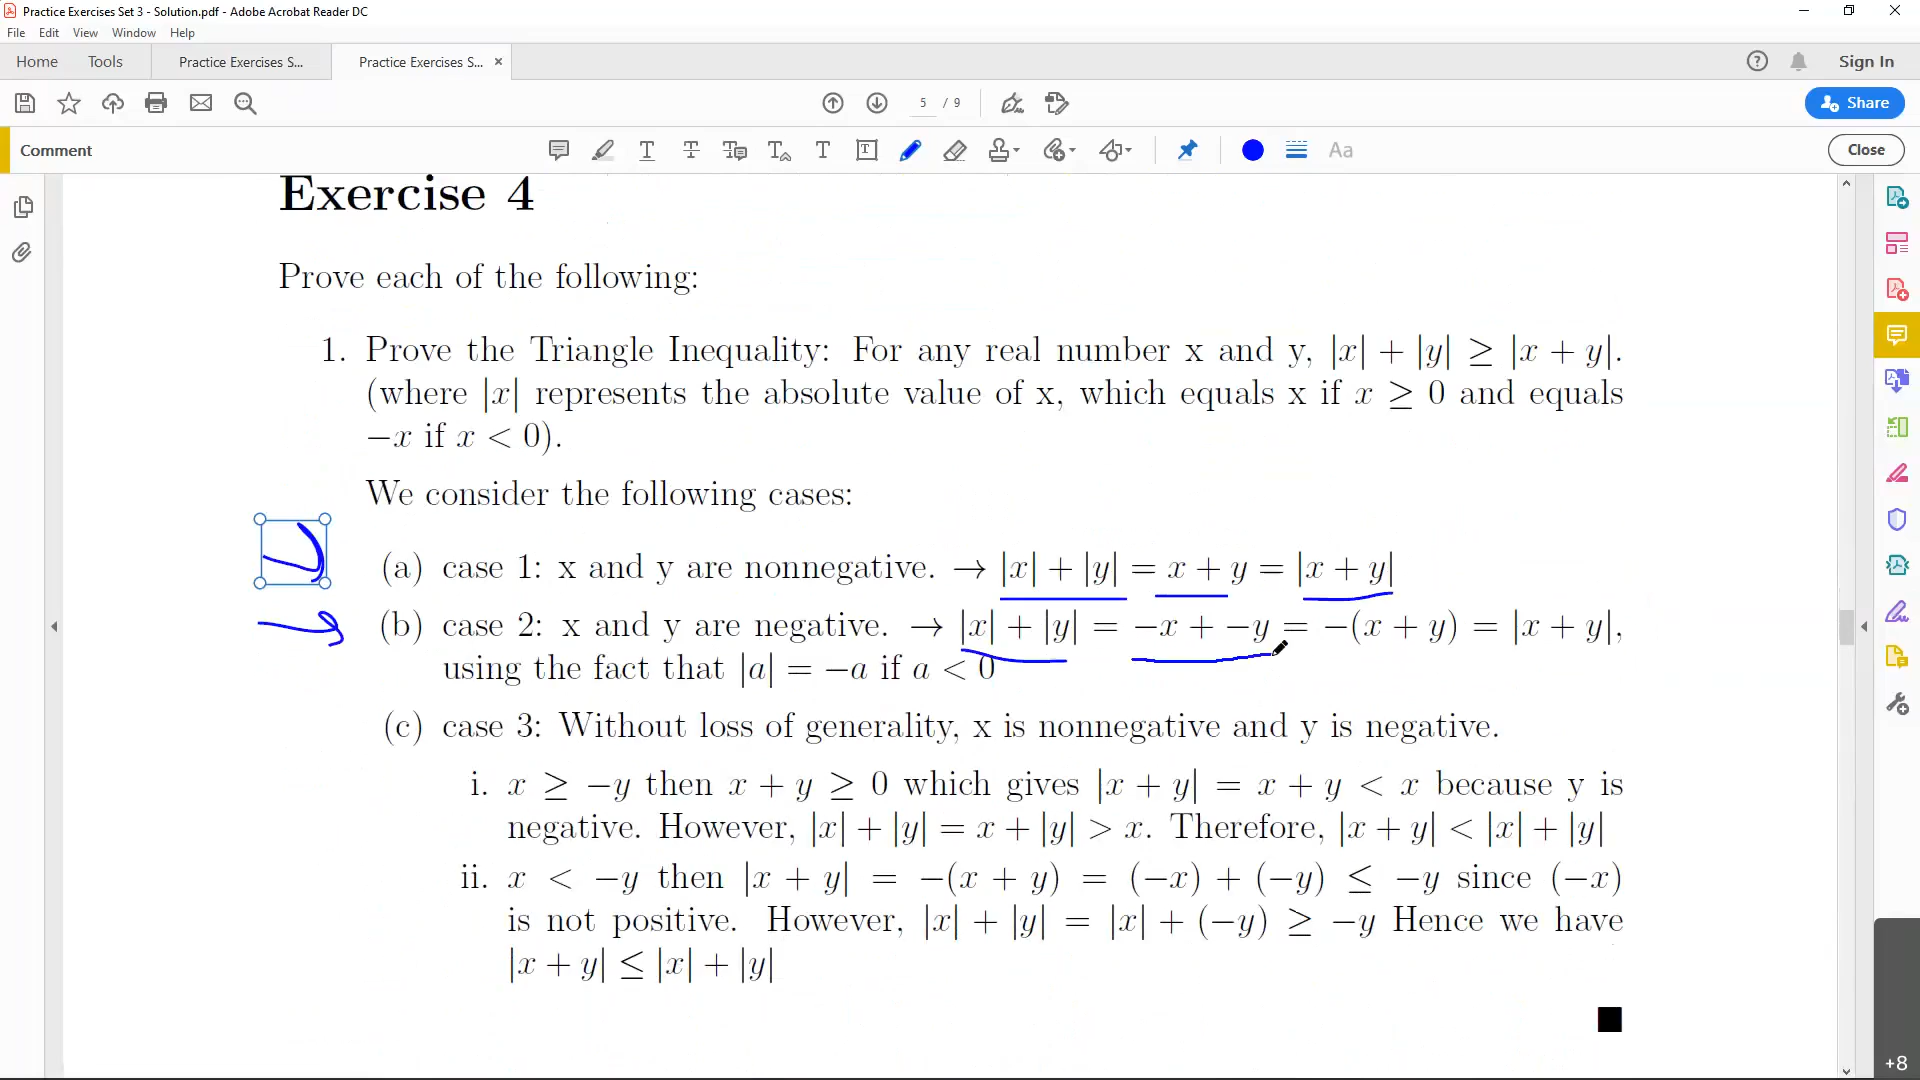 Practice Exercises Set 3 - Solution.pdf - Adobe Acrobat Reader DC
File Edit View Window Help
Home Tools Practice Exercises S... Practice Exercises S... × Sign In
5 / 9 Share
Comment Aa Close
Exercise 4
Prove each of the following:
1. Prove the Triangle Inequality: For any real number x and y, |x| + |y| ≥ |x + y|.
(where |x| represents the absolute value of x, which equals x if x ≥ 0 and equals
−x if x < 0).
We consider the following cases:
(a) case 1: x and y are nonnegative. → |x| + |y| = x + y = |x + y|
(b) case 2: x and y are negative. → |x| + |y| = −x + −y = −(x + y) = |x + y|,
using the fact that |a| = −a if a < 0
(c) case 3: Without loss of generality, x is nonnegative and y is negative.
i. x ≥ −y then x + y ≥ 0 which gives |x + y| = x + y < x because y is
negative. However, |x| + |y| = x + |y| > x. Therefore, |x + y| < |x| + |y|
ii. x < −y then |x + y| = −(x + y) = (−x) + (−y) ≤ −y since (−x)
is not positive. However, |x| + |y| = |x| + (−y) ≥ −y Hence we have
|x + y| ≤ |x| + |y|
+8